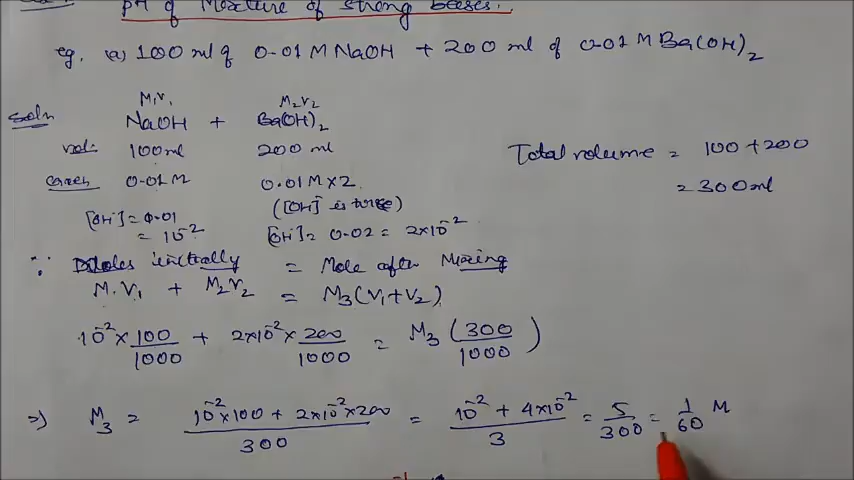 pH of Mixture of strong bases.
eg. (a) 100 ml of 0.01 M NaOH + 200 ml of 0.01 M Ba(OH)2
M1V1 M2V2
Soln NaOH + Ba(OH)2
vol: 100ml 200 ml
Total volume = 100 + 200
= 300 ml
concn 0.01 M 0.01 M × 2
[OH-] = 0.01 ([OH] is twice)
= 10^-2 [OH-] = 0.02 = 2×10^-2
∵ Moles initially = Mole after Mixing
M1V1 + M2V2 = M3(V1+V2)
10^-2 × 100/1000 + 2×10^-2 × 200/1000 = M3 (300/1000)
=) M3 = (10^-2×100 + 2×10^-2×200)/300 = (10^-2 + 4×10^-2)/3 = 5/300 = 1/60 M